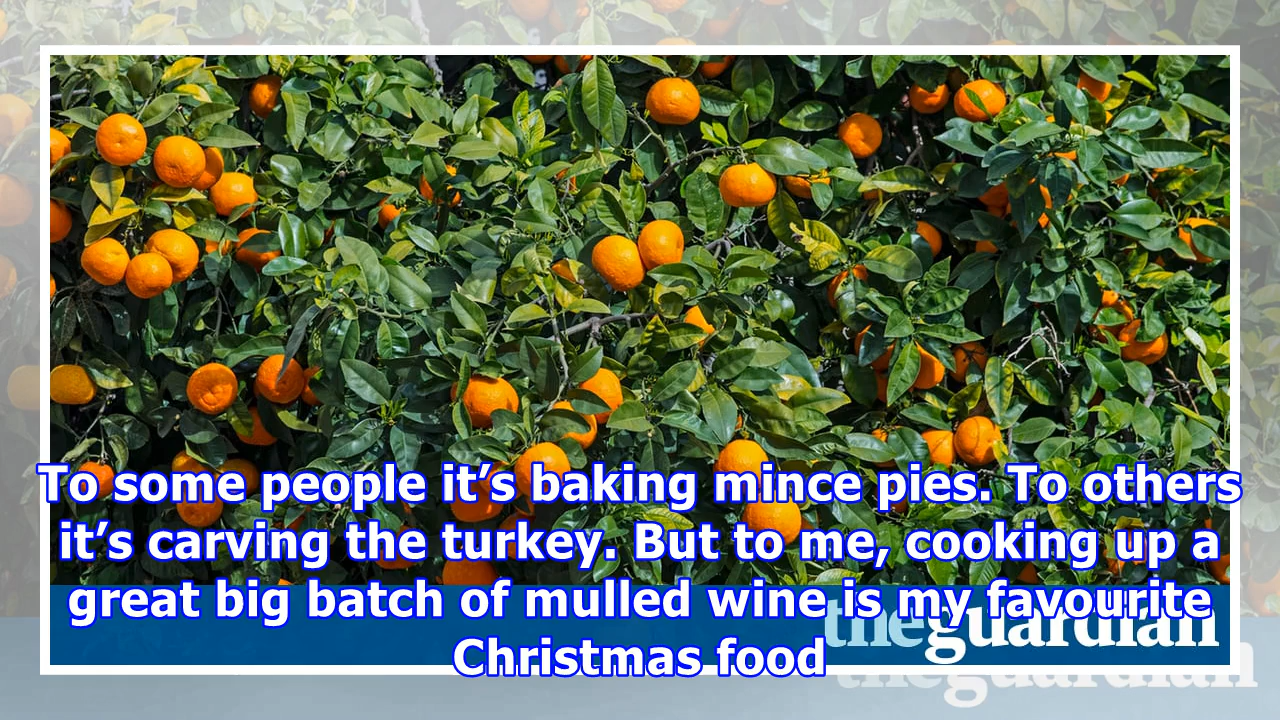 To some people it’s baking mince pies. To others
it’s carving the turkey. But to me, cooking up a
great big batch of mulled wine is my favourite
Christmas food
theguardian
theguardian